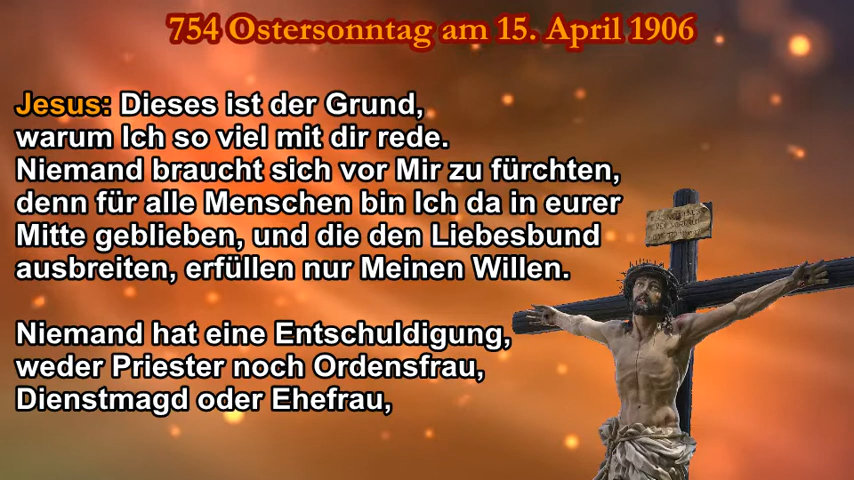 754 Ostersonntag am 15. April 1906
Jesus: Dieses ist der Grund,
warum Ich so viel mit dir rede.
Niemand braucht sich vor Mir zu fürchten,
denn für alle Menschen bin Ich da in eurer
Mitte geblieben, und die den Liebesbund
ausbreiten, erfüllen nur Meinen Willen.
Niemand hat eine Entschuldigung,
weder Priester noch Ordensfrau,
Dienstmagd oder Ehefrau,